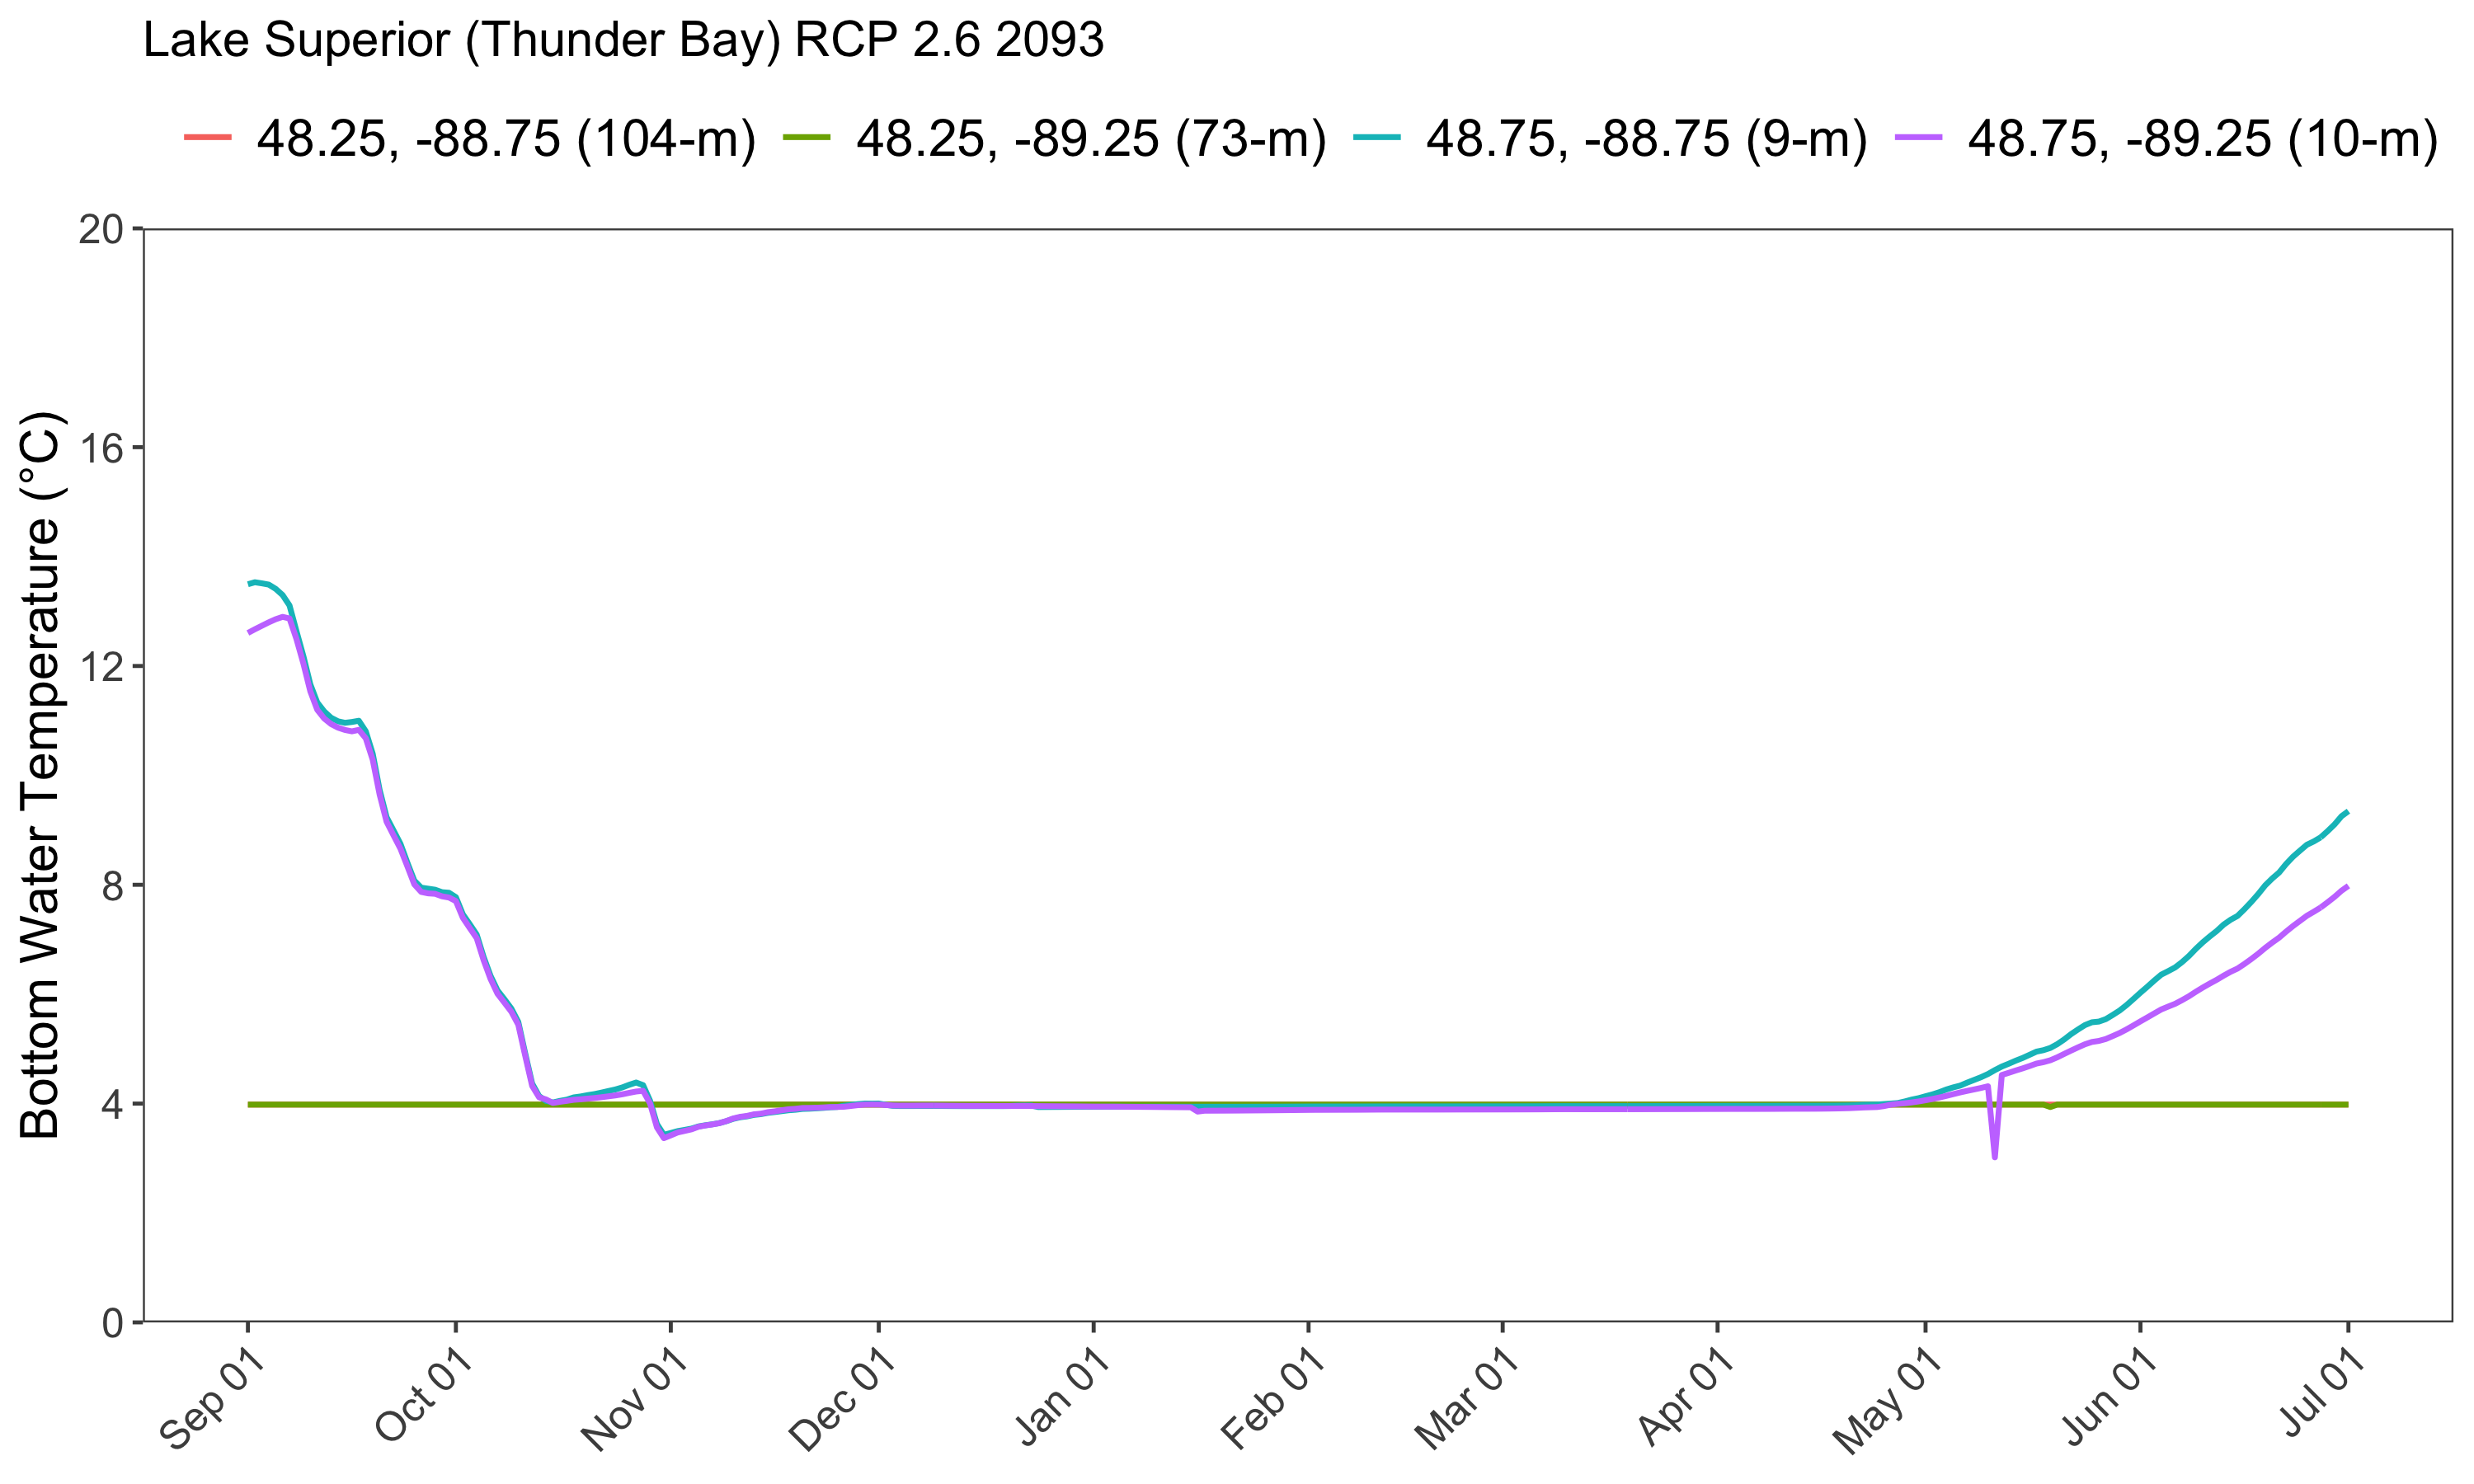 Lake Superior (Thunder Bay) RCP 2.6 2093
48.25, -88.75 (104-m) 48.25, -89.25 (73-m) 48.75, -88.75 (9-m) 48.75, -89.25 (10-m)
Bottom Water Temperature (°C)
20
16
12
8
4
0
Sep 01 Oct 01 Nov 01 Dec 01 Jan 01 Feb 01 Mar 01 Apr 01 May 01 Jun 01 Jul 01